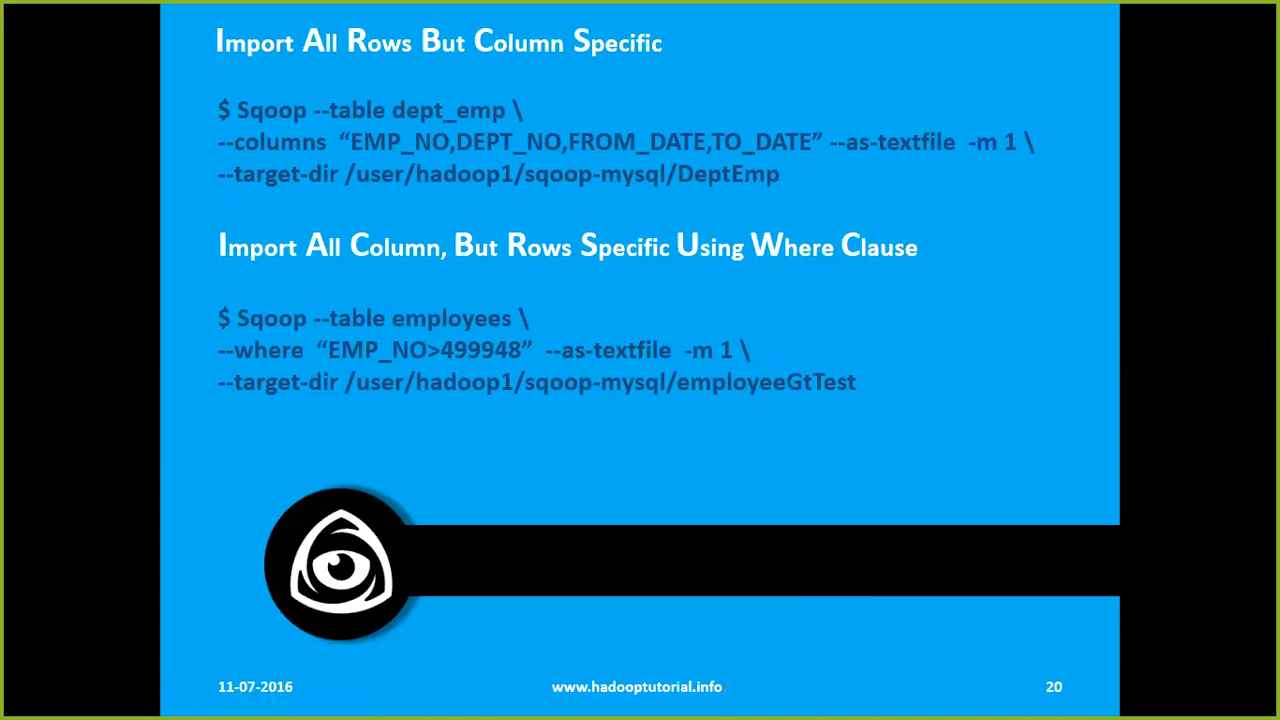 Import All Rows But Column Specific
$ Sqoop --table dept_emp \
--columns “EMP_NO,DEPT_NO,FROM_DATE,TO_DATE” --as-textfile -m 1 \
--target-dir /user/hadoop1/sqoop-mysql/DeptEmp
Import All Column, But Rows Specific Using Where Clause
$ Sqoop --table employees \
--where “EMP_NO>499948” --as-textfile -m 1 \
--target-dir /user/hadoop1/sqoop-mysql/employeeGtTest
11-07-2016 www.hadooptutorial.info 20